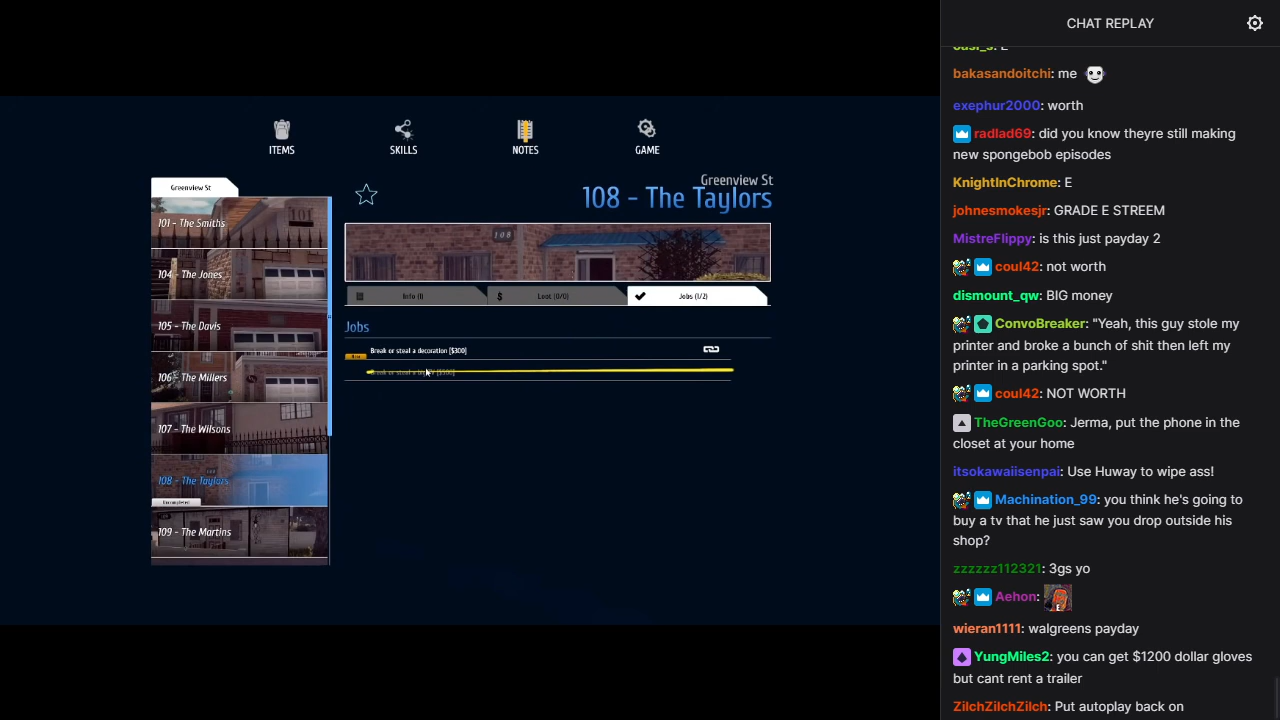 ITEMS
SKILLS
NOTES
GAME
Greenview St
101 - The Smiths
104 - The Jones
105 - The Davis
106 - The Millers
107 - The Wilsons
108 - The Taylors
Uncompleted
109 - The Martins
Greenview St
108 - The Taylors
108
Info (1)
$ Loot (0/0)
Jobs (1/2)
Jobs
Break or steal a decoration [$300]
CHAT REPLAY
bakasandoitchi: me
exephur2000: worth
radlad69: did you know theyre still making
new spongebob episodes
KnightInChrome: E
johnesmokesjr: GRADE E STREEM
MistreFlippy: is this just payday 2
coul42: not worth
dismount_qw: BIG money
ConvoBreaker: "Yeah, this guy stole my
printer and broke a bunch of shit then left my
printer in a parking spot."
coul42: NOT WORTH
TheGreenGoo: Jerma, put the phone in the
closet at your home
itsokawaiisenpai: Use Huway to wipe ass!
Machination_99: you think he's going to
buy a tv that he just saw you drop outside his
shop?
zzzzzz112321: 3gs yo
Aehon:
wieran1111: walgreens payday
YungMiles2: you can get $1200 dollar gloves
but cant rent a trailer
ZilchZilchZilch: Put autoplay back on